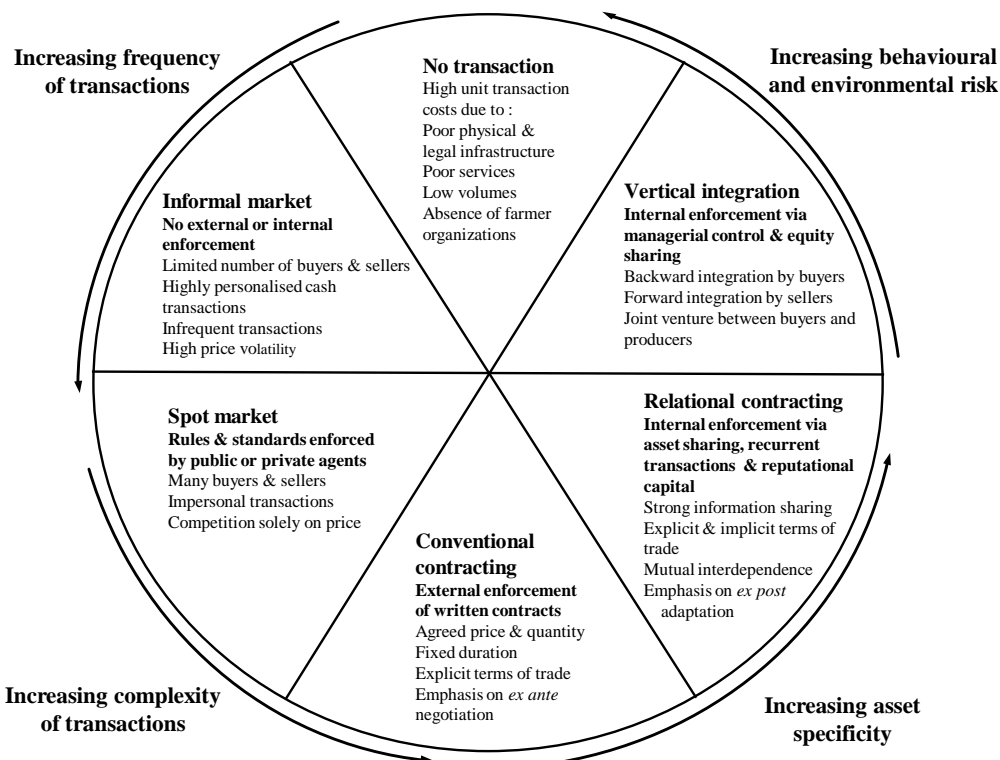 Increasing frequency
of transactions
Increasing behavioural
and environmental risk
No transaction
High unit transaction
costs due to :
Poor physical &
legal infrastructure
Poor services
Low volumes
Absence of farmer
organizations
Informal market
No external or internal
enforcement
Limited number of buyers & sellers
Highly personalised cash
transactions
Infrequent transactions
High price volatility
Vertical integration
Internal enforcement via
managerial control & equity
sharing
Backward integration by buyers
Forward integration by sellers
Joint venture between buyers and
producers
Spot market
Rules & standards enforced
by public or private agents
Many buyers & sellers
Impersonal transactions
Competition solely on price
Relational contracting
Internal enforcement via
asset sharing, recurrent
transactions & reputational
capital
Strong information sharing
Explicit & implicit terms of
trade
Mutual interdependence
Emphasis on ex post
adaptation
Conventional
contracting
External enforcement
of written contracts
Agreed price & quantity
Fixed duration
Explicit terms of trade
Emphasis on ex ante
negotiation
Increasing complexity
of transactions
Increasing asset
specificity